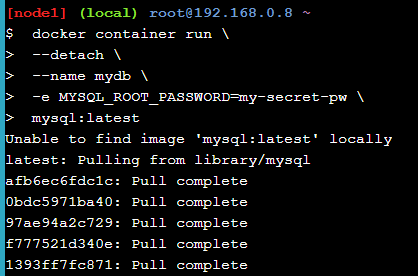 [node1] (local) root@192.168.0.8 ~
$  docker container run \
>  --detach \
>  --name mydb \
>  -e MYSQL_ROOT_PASSWORD=my-secret-pw \
>  mysql:latest
Unable to find image 'mysql:latest' locally
latest: Pulling from library/mysql
afb6ec6fdc1c: Pull complete
0bdc5971ba40: Pull complete
97ae94a2c729: Pull complete
f777521d340e: Pull complete
1393ff7fc871: Pull complete